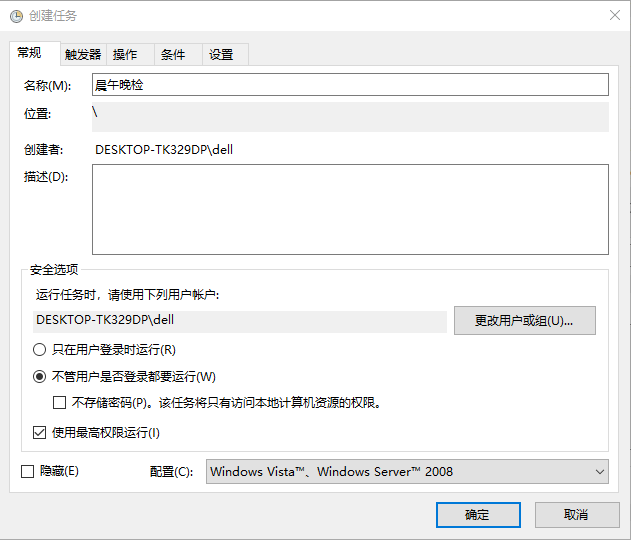 创建任务
常规 触发器 操作 条件 设置
名称(M): 晨午晚检
位置: \
创建者: DESKTOP-TK329DP\dell
描述(D):
安全选项
运行任务时，请使用下列用户帐户:
DESKTOP-TK329DP\dell 更改用户或组(U)...
只在用户登录时运行(R)
不管用户是否登录都要运行(W)
不存储密码(P)。该任务将只有访问本地计算机资源的权限。
使用最高权限运行(I)
隐藏(E) 配置(C): Windows Vista™、Windows Server™ 2008
确定 取消